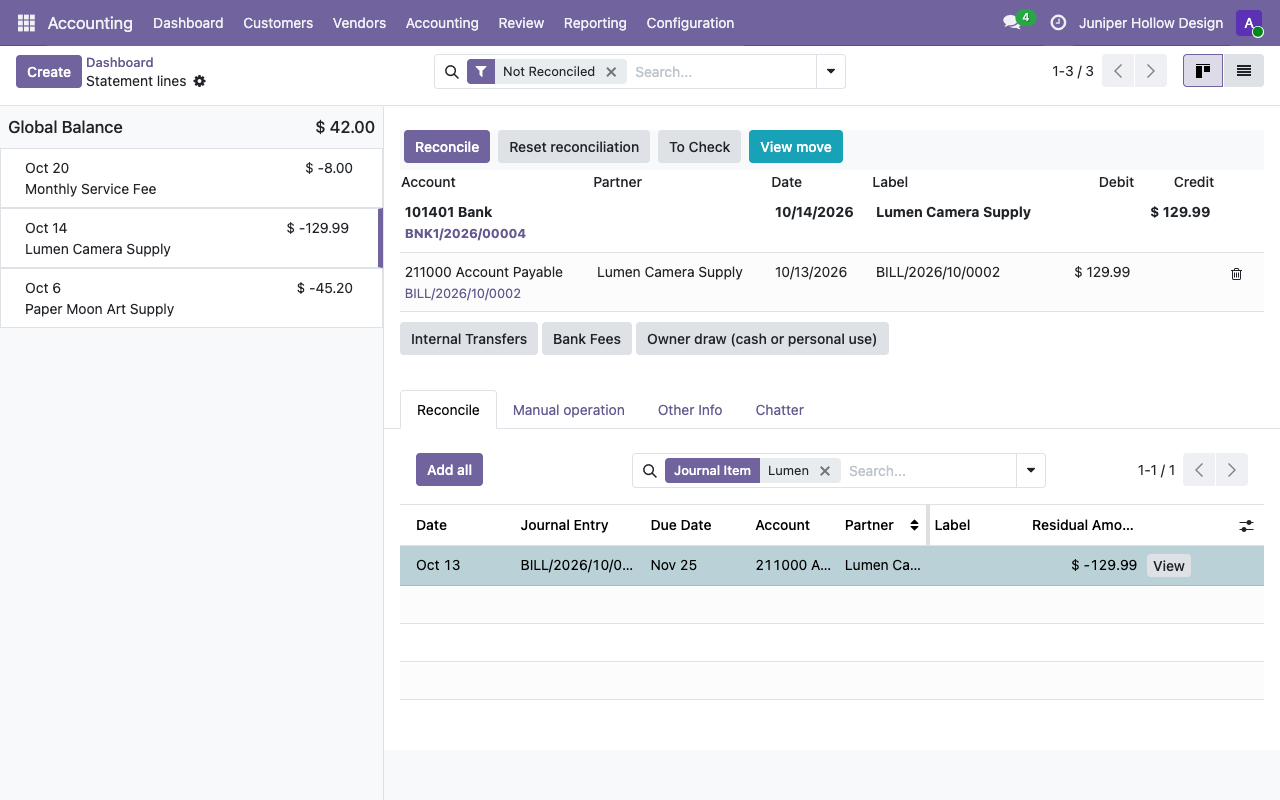 Accounting Dashboard Customers Vendors Accounting Review Reporting Configuration 4 Juniper Hollow Design A
Create Dashboard
Statement lines
Not Reconciled Search... 1-3 / 3
Global Balance $ 42.00
Oct 20 $ -8.00
Monthly Service Fee
Oct 14 $ -129.99
Lumen Camera Supply
Oct 6 $ -45.20
Paper Moon Art Supply
Reconcile Reset reconciliation To Check View move
Account Partner Date Label Debit Credit
101401 Bank 10/14/2026 Lumen Camera Supply $ 129.99
BNK1/2026/00004
211000 Account Payable Lumen Camera Supply 10/13/2026 BILL/2026/10/0002 $ 129.99
BILL/2026/10/0002
Internal Transfers Bank Fees Owner draw (cash or personal use)
Reconcile Manual operation Other Info Chatter
Add all Journal Item Lumen Search... 1-1 / 1
Date Journal Entry Due Date Account Partner Label Residual Amo...
Oct 13 BILL/2026/10/0... Nov 25 211000 A... Lumen Ca... $ -129.99 View